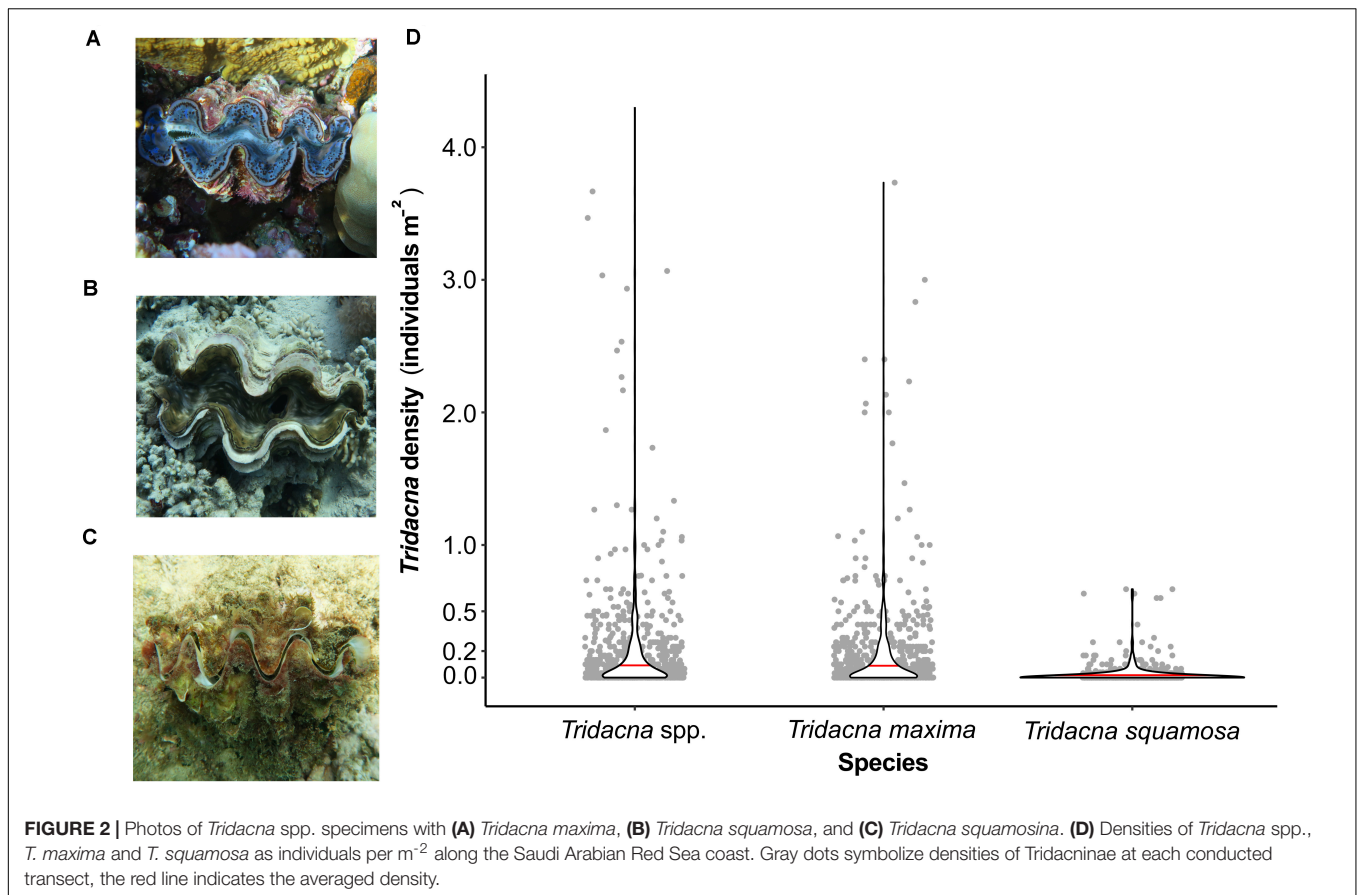 A
D
4.0
3.0
B
2.0
C
1.0
0.5
0.2
0.0
Tridacna density (individuals m⁻²)
Tridacna spp. Tridacna maxima Tridacna squamosa
Species
FIGURE 2 | Photos of Tridacna spp. specimens with (A) Tridacna maxima, (B) Tridacna squamosa, and (C) Tridacna squamosina. (D) Densities of Tridacna spp.,
T. maxima and T. squamosa as individuals per m⁻² along the Saudi Arabian Red Sea coast. Gray dots symbolize densities of Tridacninae at each conducted
transect, the red line indicates the averaged density.